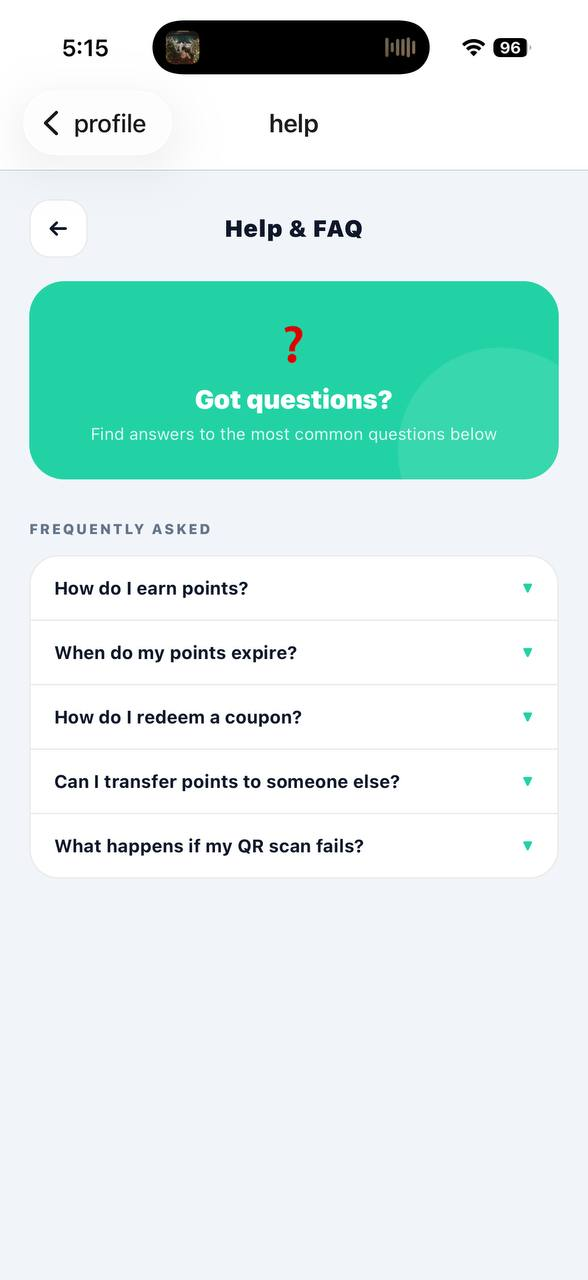 5:15
96
profile
help
Help & FAQ
❓
Got questions?
Find answers to the most common questions below
FREQUENTLY ASKED
How do I earn points?
When do my points expire?
How do I redeem a coupon?
Can I transfer points to someone else?
What happens if my QR scan fails?